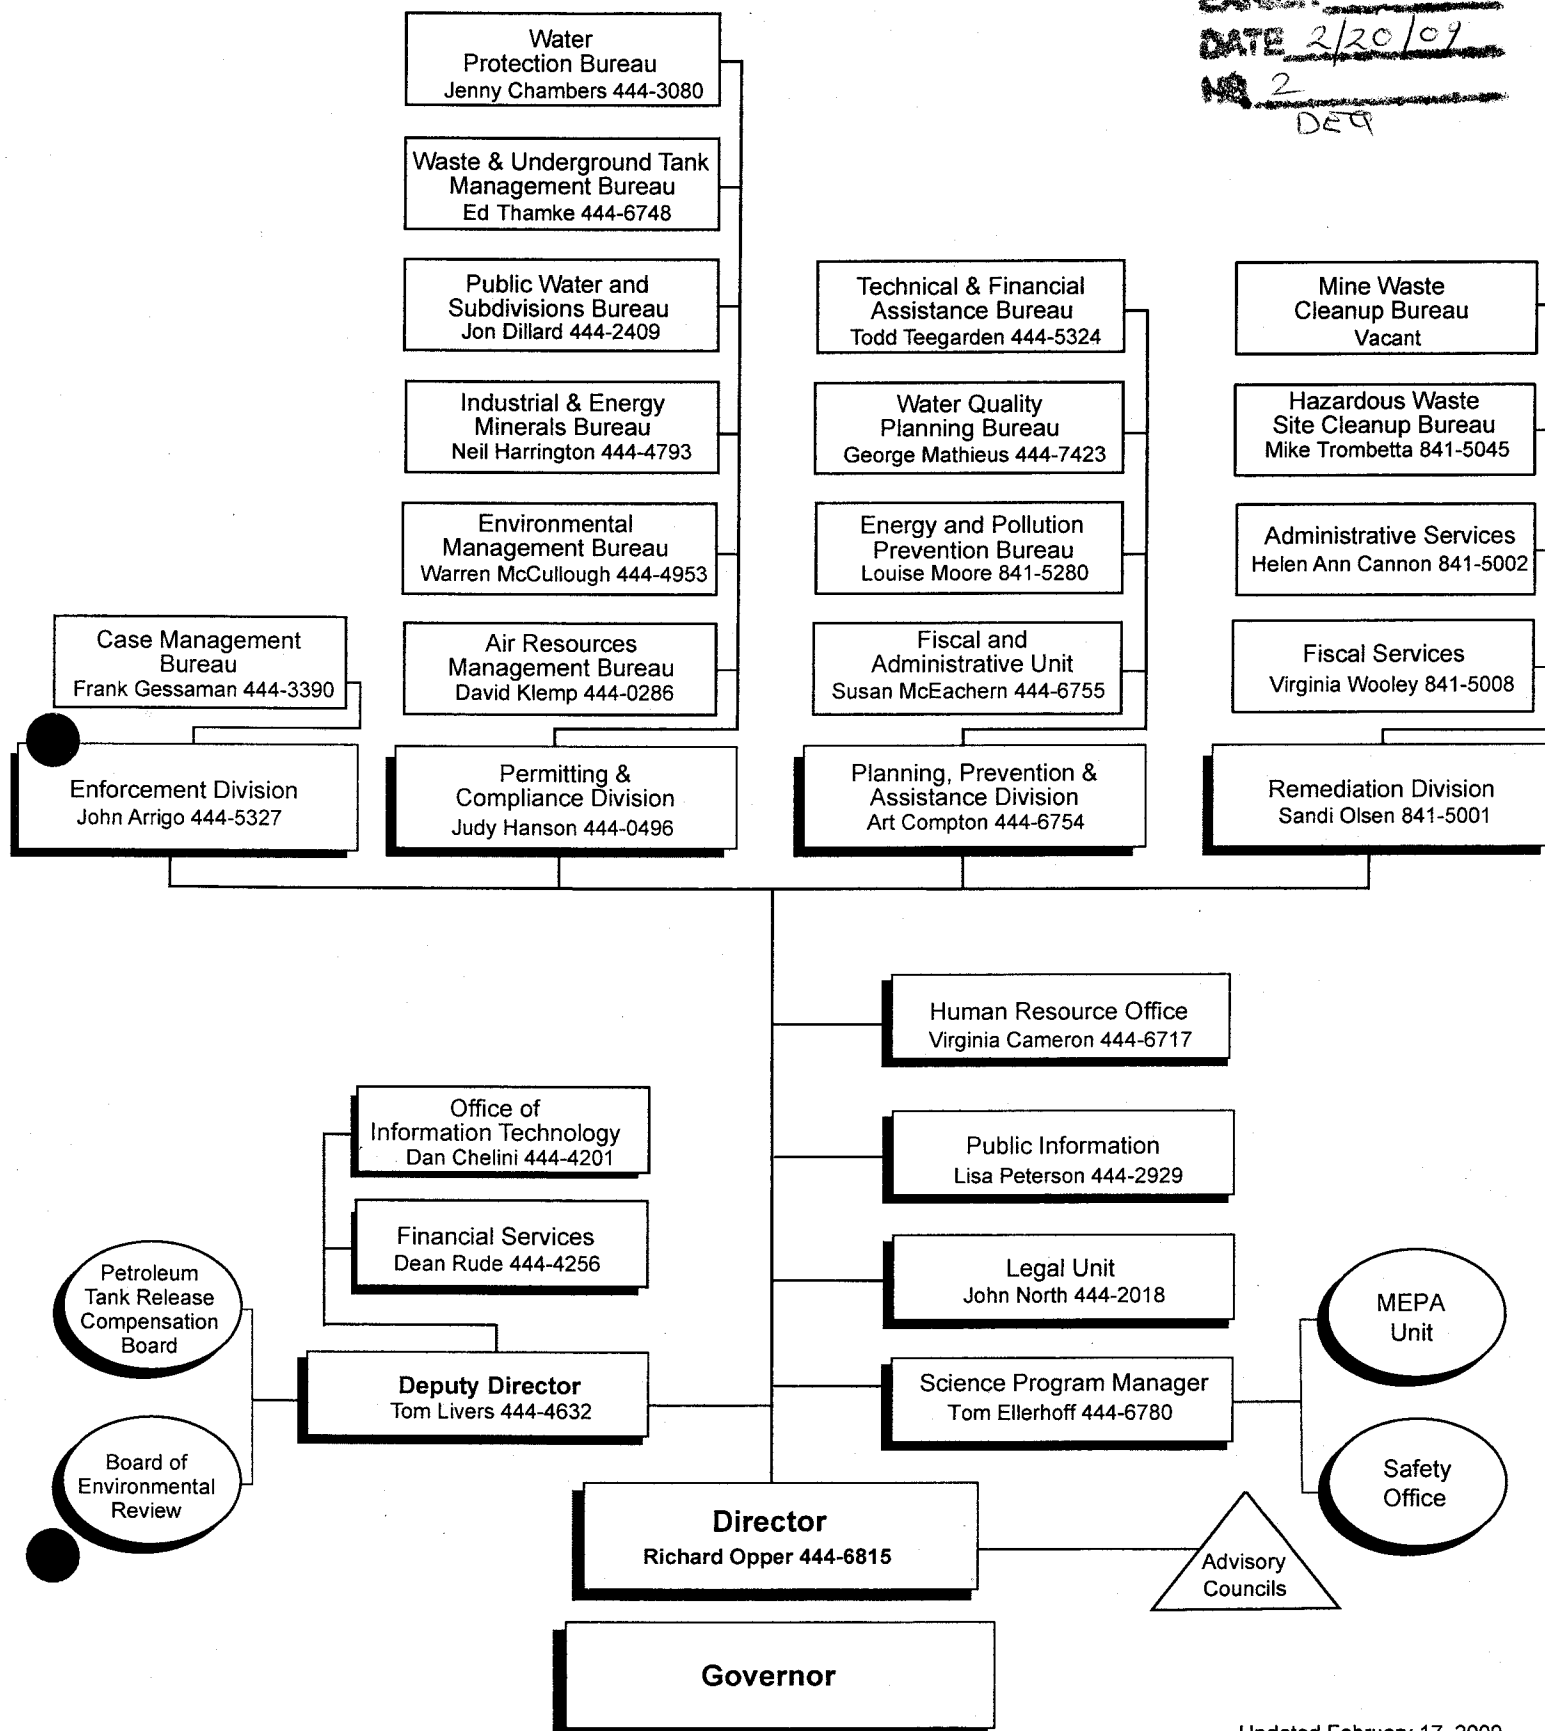 DATE 2/20/09
NO. 2
DEQ
Water
Protection Bureau
Jenny Chambers 444-3080
Waste & Underground Tank
Management Bureau
Ed Thamke 444-6748
Public Water and
Subdivisions Bureau
Jon Dillard 444-2409
Industrial & Energy
Minerals Bureau
Neil Harrington 444-4793
Environmental
Management Bureau
Warren McCullough 444-4953
Air Resources
Management Bureau
David Klemp 444-0286
Technical & Financial
Assistance Bureau
Todd Teegarden 444-5324
Water Quality
Planning Bureau
George Mathieus 444-7423
Energy and Pollution
Prevention Bureau
Louise Moore 841-5280
Fiscal and
Administrative Unit
Susan McEachern 444-6755
Mine Waste
Cleanup Bureau
Vacant
Hazardous Waste
Site Cleanup Bureau
Mike Trombetta 841-5045
Administrative Services
Helen Ann Cannon 841-5002
Fiscal Services
Virginia Wooley 841-5008
Case Management
Bureau
Frank Gessaman 444-3390
Enforcement Division
John Arrigo 444-5327
Permitting &
Compliance Division
Judy Hanson 444-0496
Planning, Prevention &
Assistance Division
Art Compton 444-6754
Remediation Division
Sandi Olsen 841-5001
Human Resource Office
Virginia Cameron 444-6717
Office of
Information Technology
Dan Chelini 444-4201
Public Information
Lisa Peterson 444-2929
Financial Services
Dean Rude 444-4256
Legal Unit
John North 444-2018
Petroleum
Tank Release
Compensation
Board
MEPA
Unit
Deputy Director
Tom Livers 444-4632
Science Program Manager
Tom Ellerhoff 444-6780
Board of
Environmental
Review
Safety
Office
Director
Richard Opper 444-6815
Advisory
Councils
Governor
Updated February 17, 2009